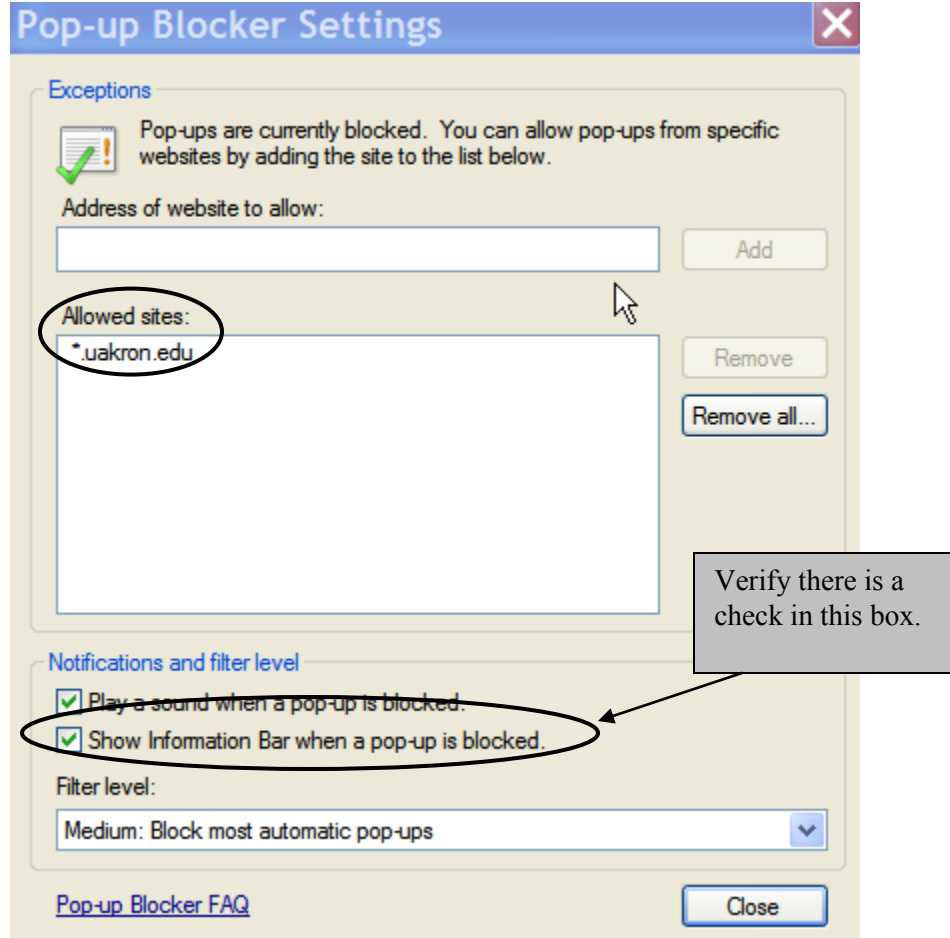 Pop-up Blocker Settings
Exceptions
Pop-ups are currently blocked.  You can allow pop-ups from specific
websites by adding the site to the list below.
Address of website to allow:
Add
Allowed sites:
*.uakron.edu
Remove
Remove all...
Verify there is a
check in this box.
Notifications and filter level
Play a sound when a pop-up is blocked.
Show Information Bar when a pop-up is blocked.
Filter level:
Medium: Block most automatic pop-ups
Pop-up Blocker FAQ
Close